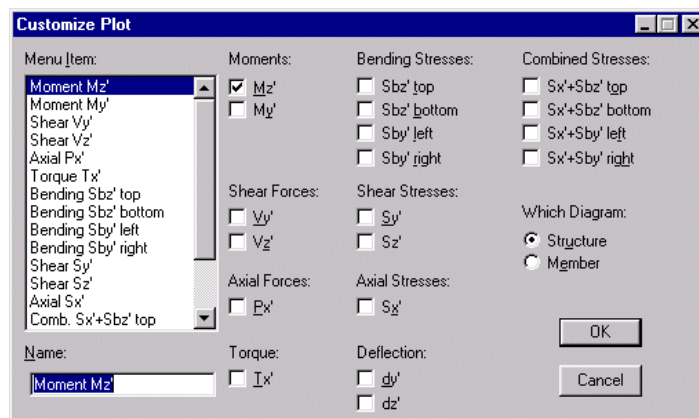 Customize Plot
Menu Item:
Moment Mz'
Moment My'
Shear Vy'
Shear Vz'
Axial Px'
Torque Tx'
Bending Sbz' top
Bending Sbz' bottom
Bending Sby' left
Bending Sby' right
Shear Sy'
Shear Sz'
Axial Sx'
Comb. Sx'+Sbz' top
Name:
Moment Mz'
Moments:
Mz'
My'
Shear Forces:
Vy'
Vz'
Axial Forces:
Px'
Torque:
Tx'
Bending Stresses:
Sbz' top
Sbz' bottom
Sby' left
Sby' right
Shear Stresses:
Sy'
Sz'
Axial Stresses:
Sx'
Deflection:
dy'
dz'
Combined Stresses:
Sx'+Sbz' top
Sx'+Sbz' bottom
Sx'+Sby' left
Sx'+Sby' right
Which Diagram:
Structure
Member
OK
Cancel